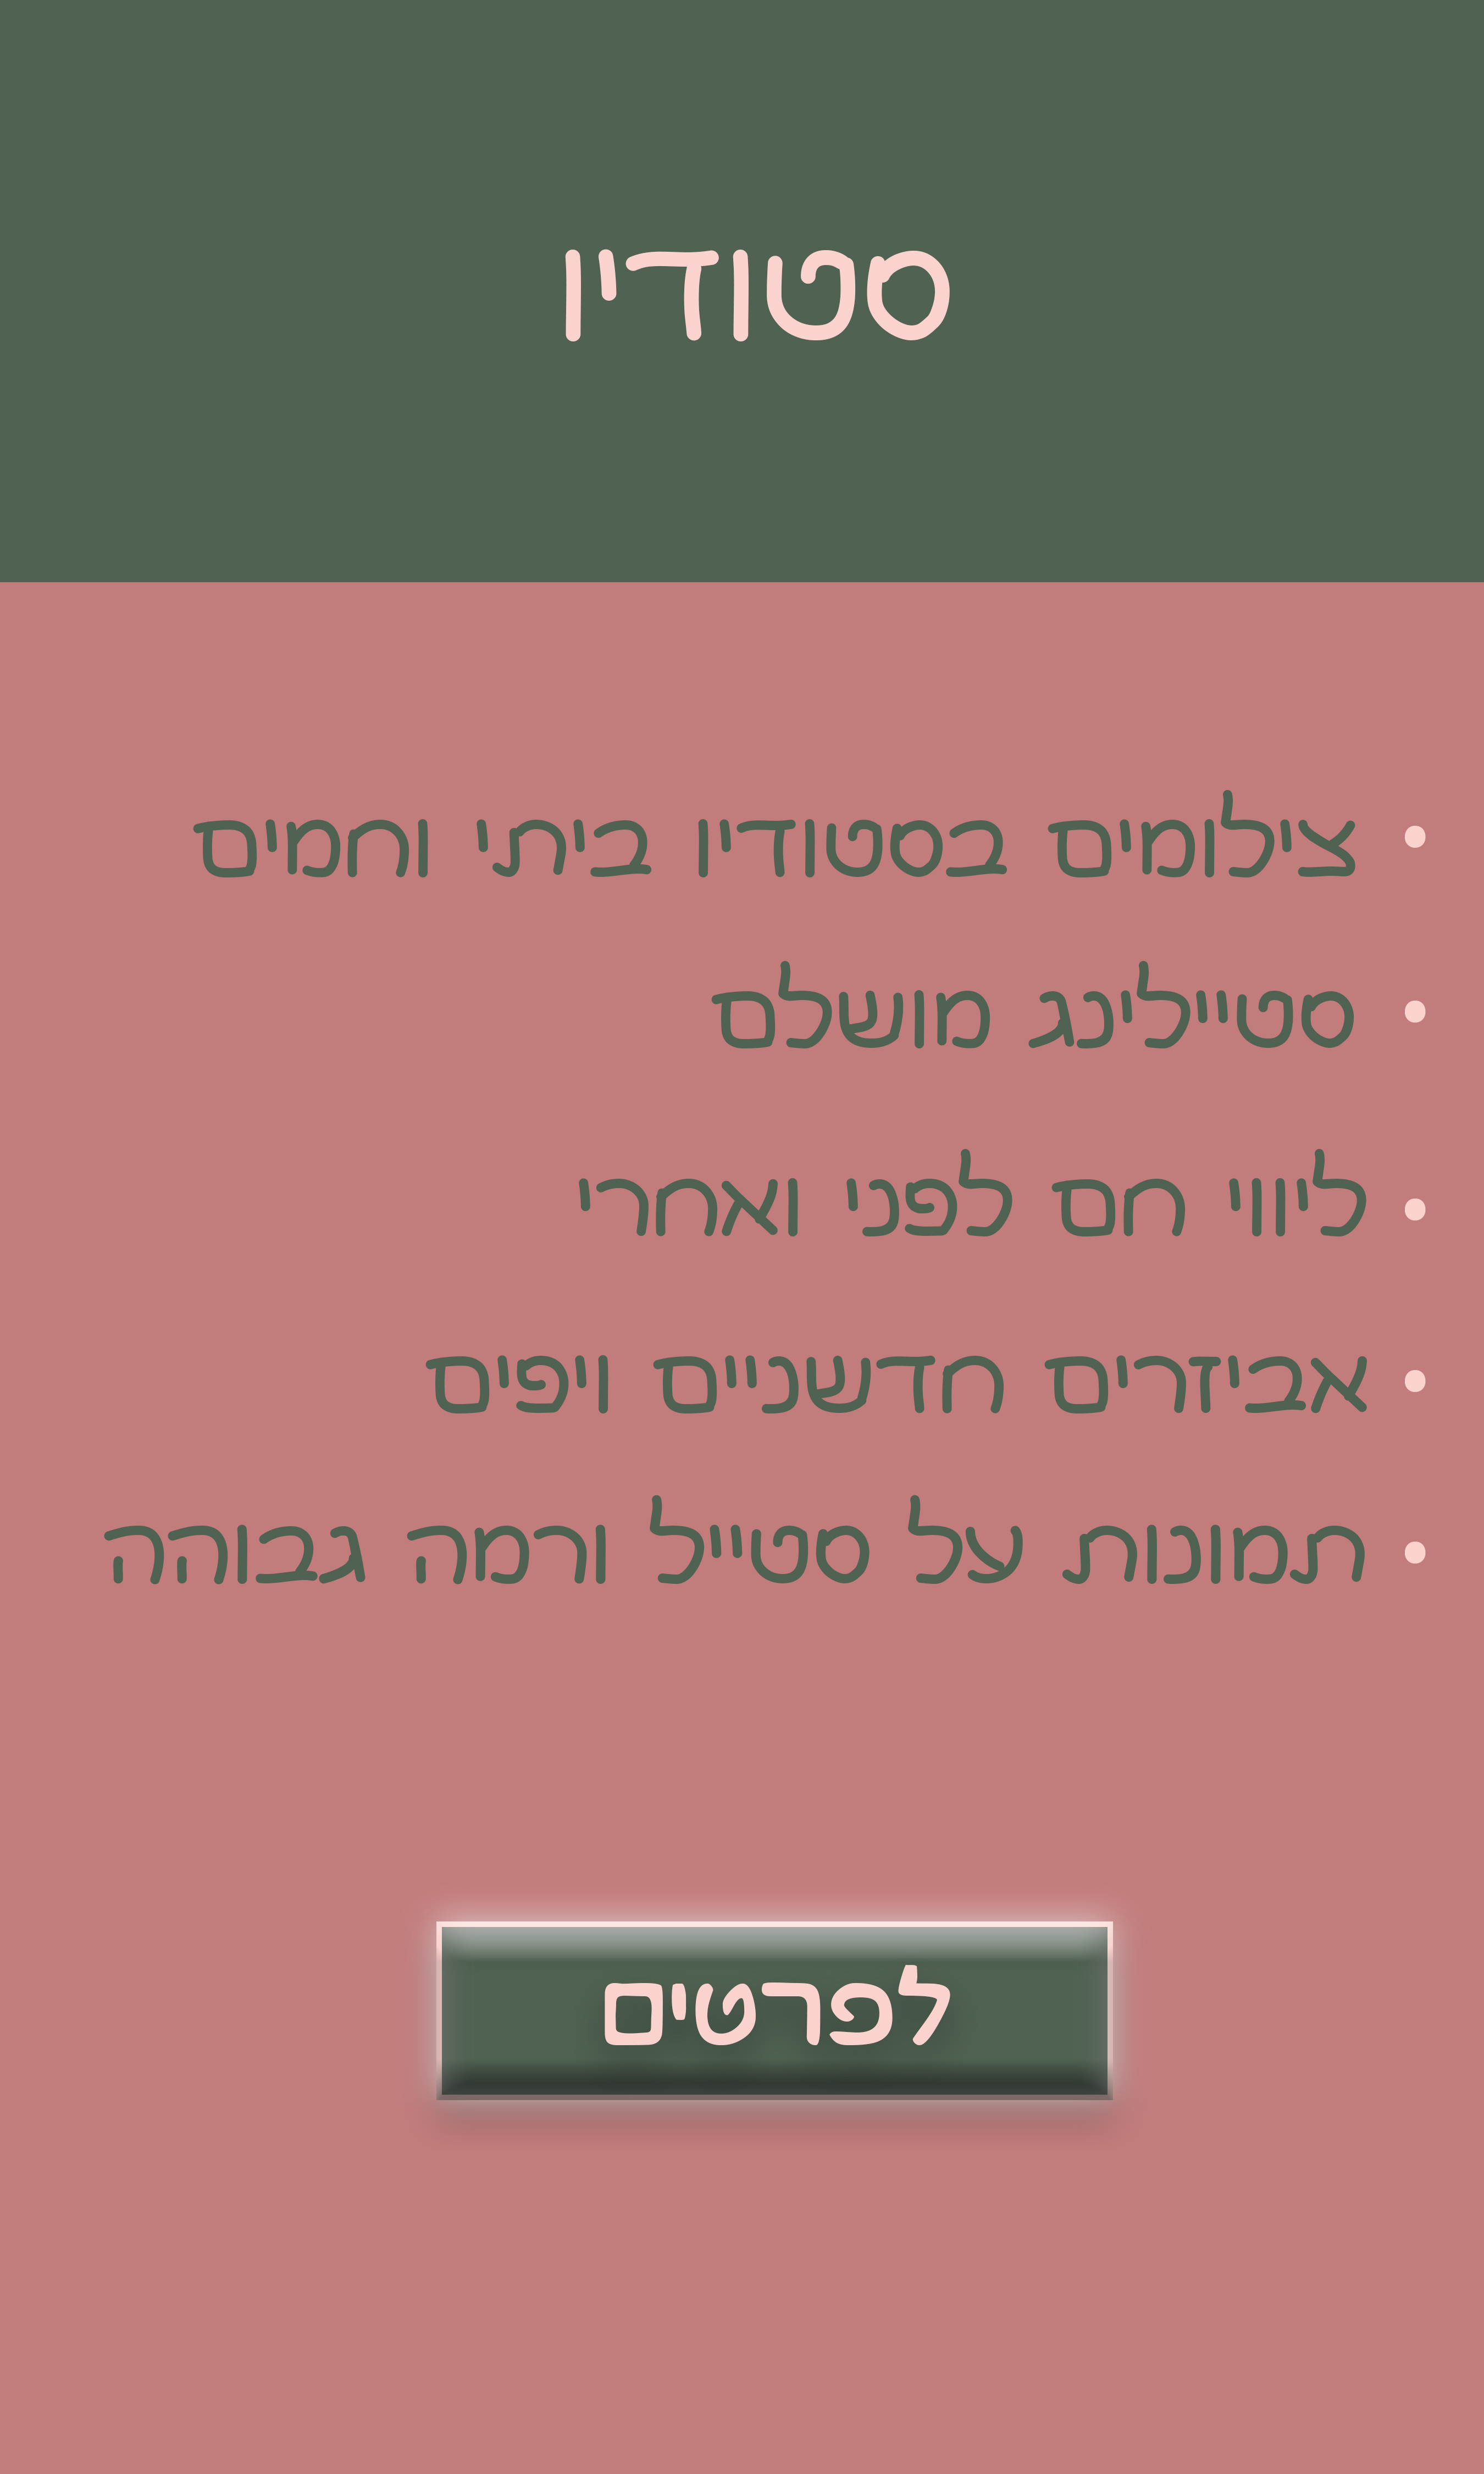 סטודיו
• צילומים בסטודיו ביתי וחמים
• סטיילינג מוושלם
• ליווי חם לפני ואחרי
• אביזרים חדשניים ויפים
• תמונות על סטייל ורמה גבוהה
לפרטים